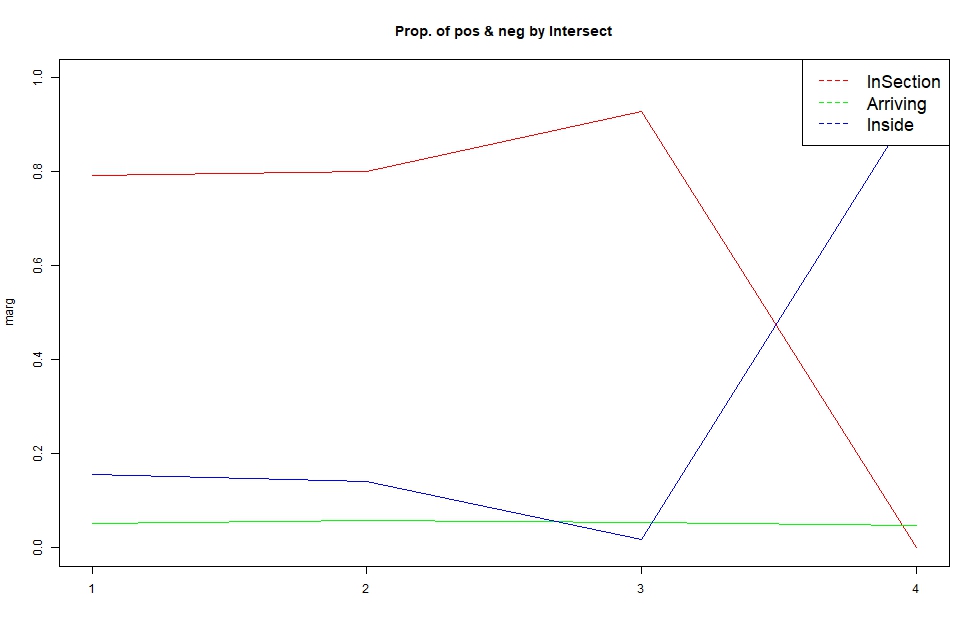 Prop. of pos & neg by Intersect
1.0
0.8
0.6
0.4
0.2
0.0
marg
InSection
Arriving
Inside
1 2 3 4